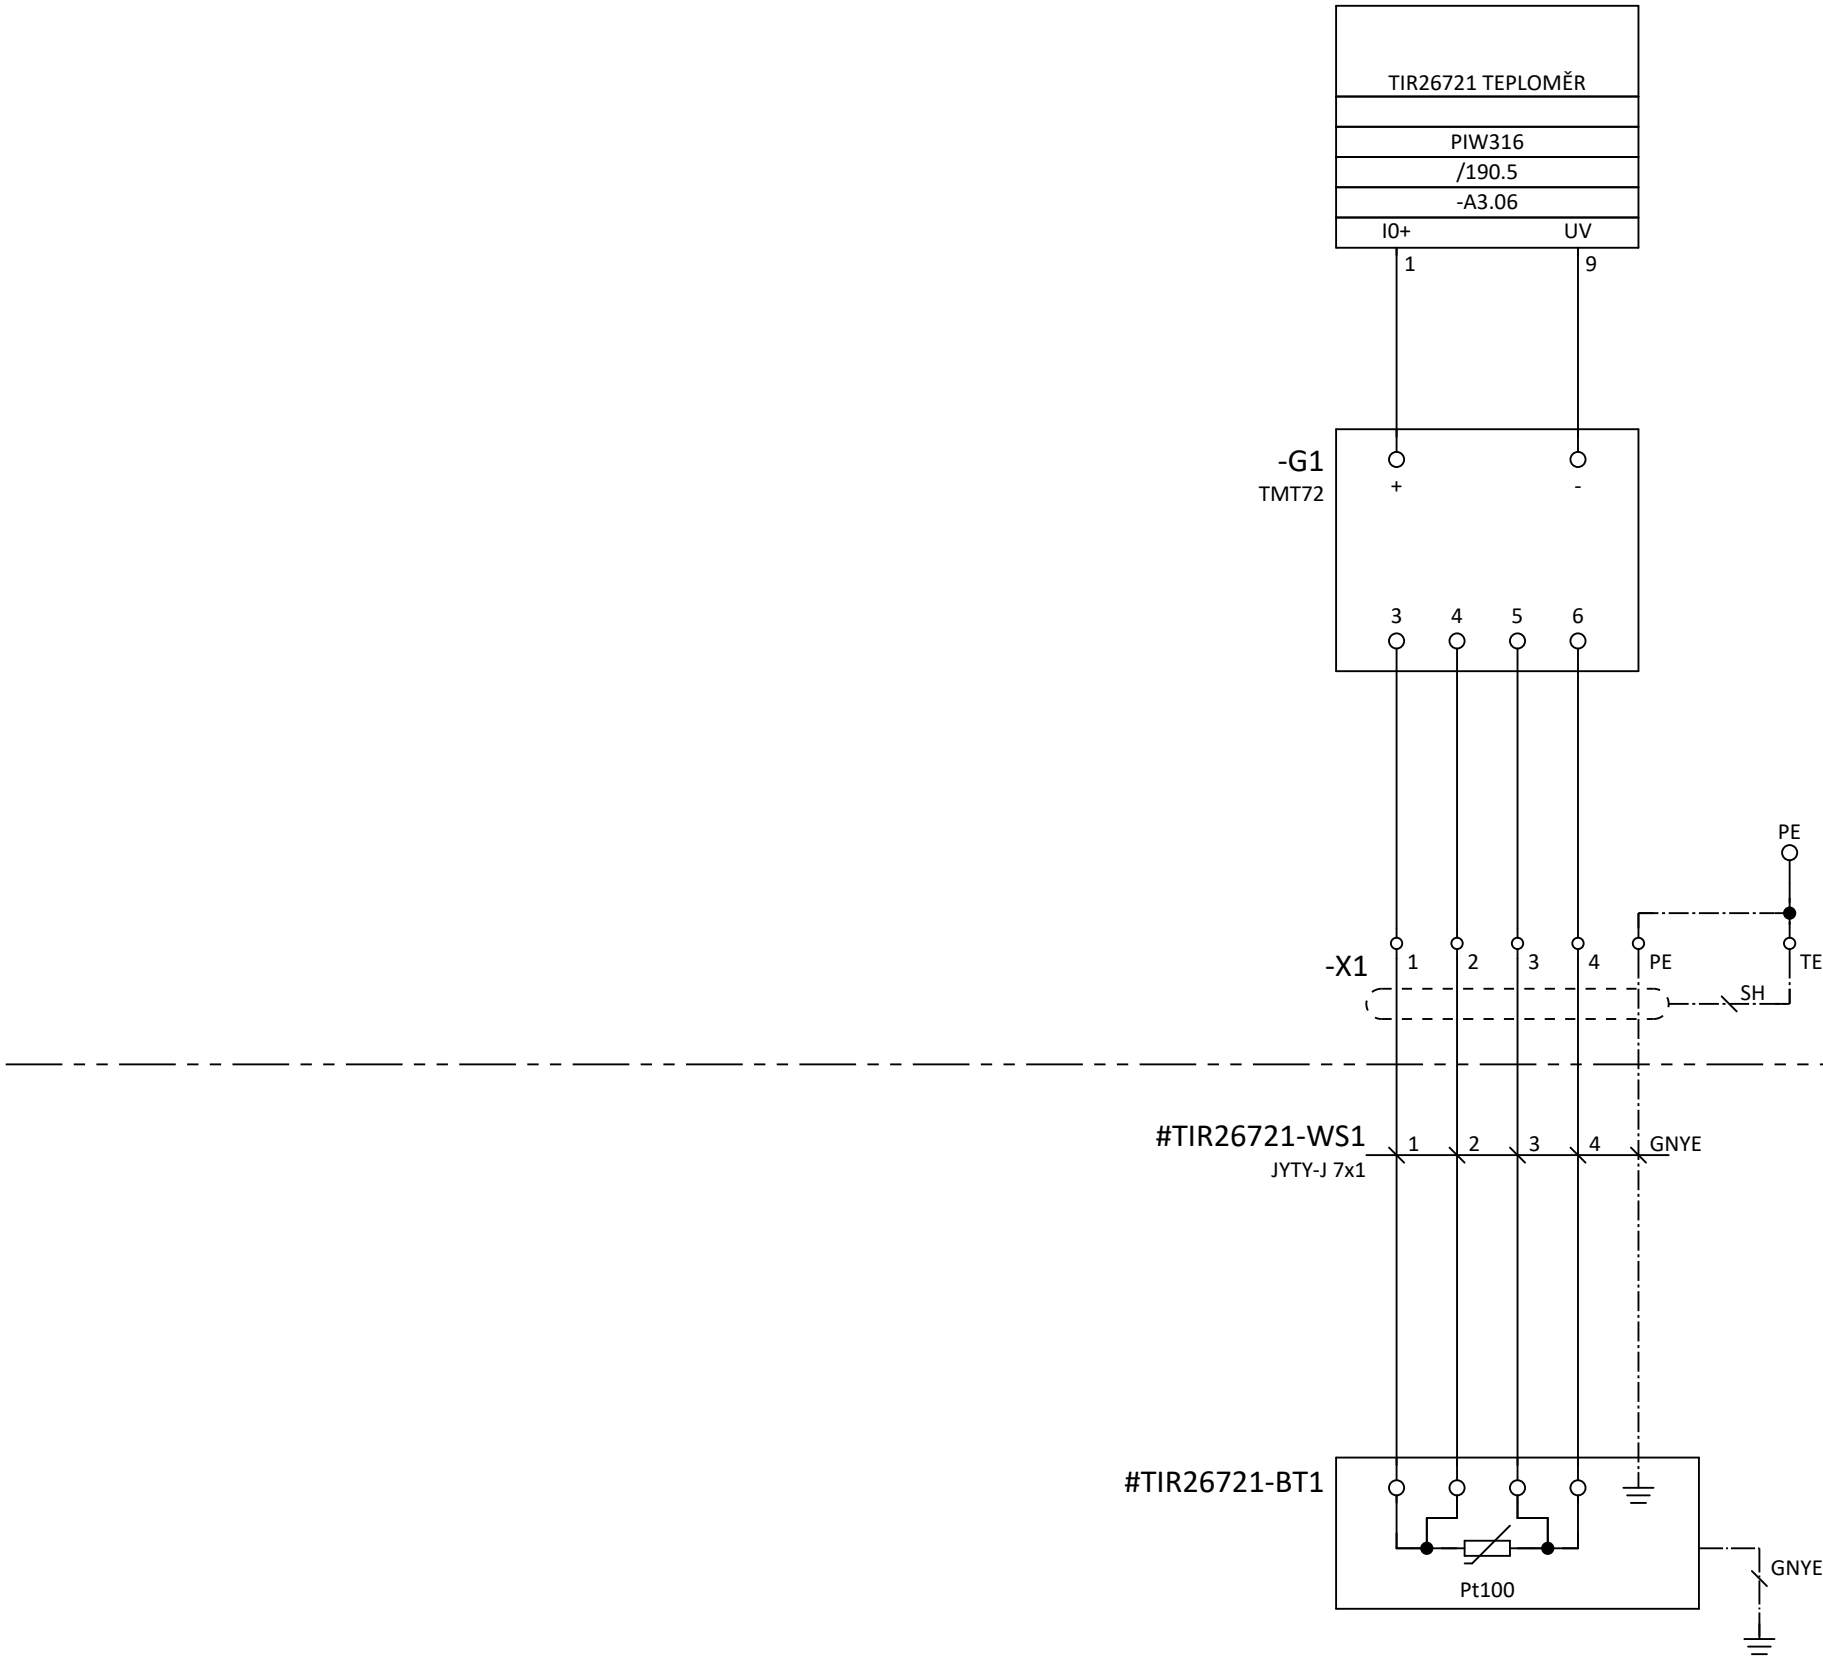 TIR26721 TEPLOMĚR
PIW316
/190.5
-A3.06
I0+ UV
1 9
-G1
TMT72
+ -
3 4 5 6
PE
-X1 1 2 3 4 PE TE
SH
#TIR26721-WS1 1 2 3 4 GNYE
JYTY-J 7x1
#TIR26721-BT1
Pt100
GNYE